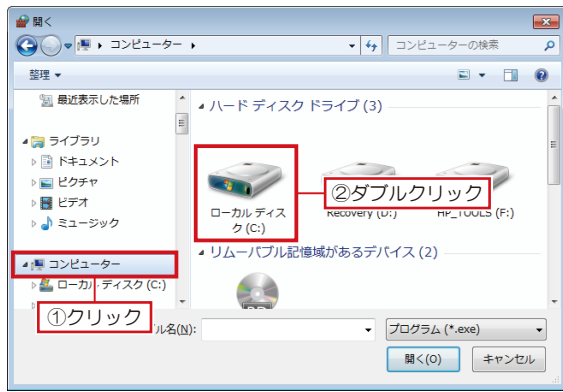 開く
コンピューター
コンピューターの検索
整理
最近表示した場所
ライブラリ
ドキュメント
ピクチャ
ビデオ
ミュージック
コンピューター
ローカル ディスク (C:)
①クリック
ハード ディスク ドライブ (3)
ローカル ディス
ク (C:)
②ダブルクリック
Recovery (D:)
HP_TOOLS (F:)
リムーバブル記憶域があるデバイス (2)
ル名(N):
プログラム (*.exe)
開く(O)
キャンセル